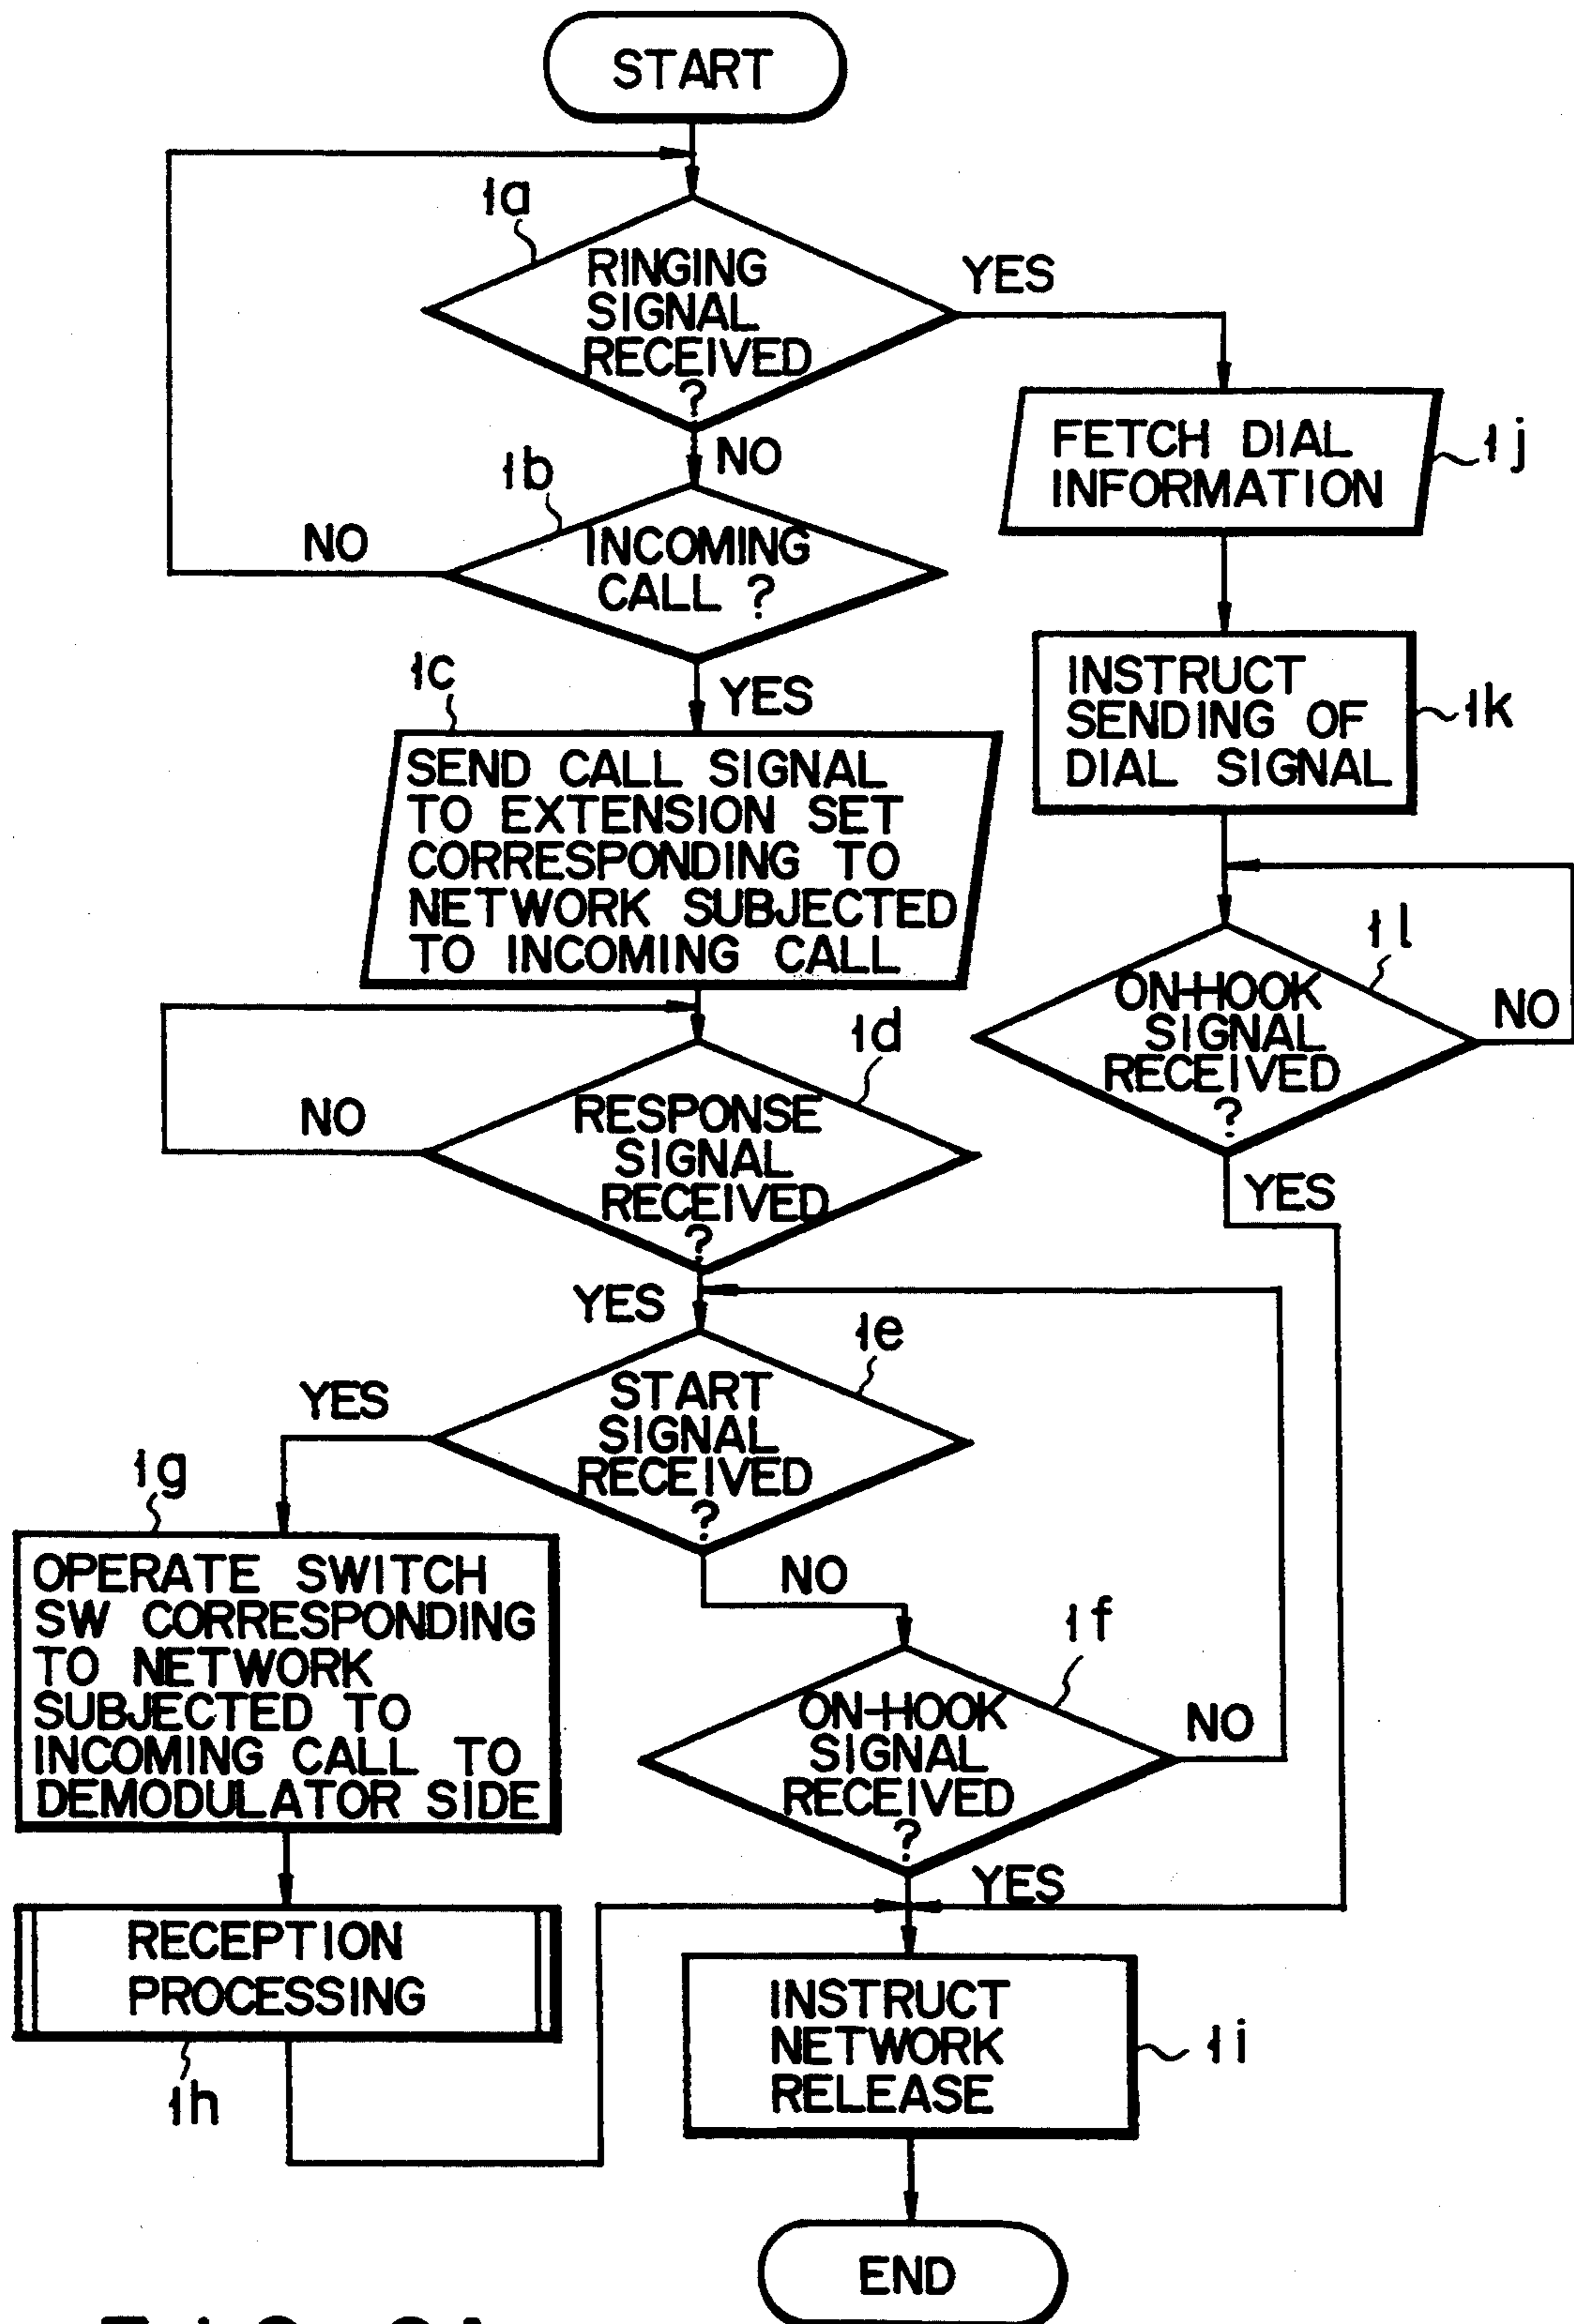 START
1a
RINGING
SIGNAL
RECEIVED
?
YES
NO
FETCH DIAL
INFORMATION
1j
1b
INCOMING
CALL ?
NO
YES
INSTRUCT
SENDING OF
DIAL SIGNAL
1k
1c
SEND CALL SIGNAL
TO EXTENSION SET
CORRESPONDING TO
NETWORK SUBJECTED
TO INCOMING CALL
1l
ON-HOOK
SIGNAL
RECEIVED
?
NO
YES
1d
RESPONSE
SIGNAL
RECEIVED
?
NO
YES
1e
START
SIGNAL
RECEIVED
?
YES
NO
1g
OPERATE SWITCH
SW CORRESPONDING
TO NETWORK
SUBJECTED TO
INCOMING CALL TO
DEMODULATOR SIDE
1f
ON-HOOK
SIGNAL
RECEIVED
?
NO
YES
RECEPTION
PROCESSING
1h
INSTRUCT
NETWORK
RELEASE
1i
END